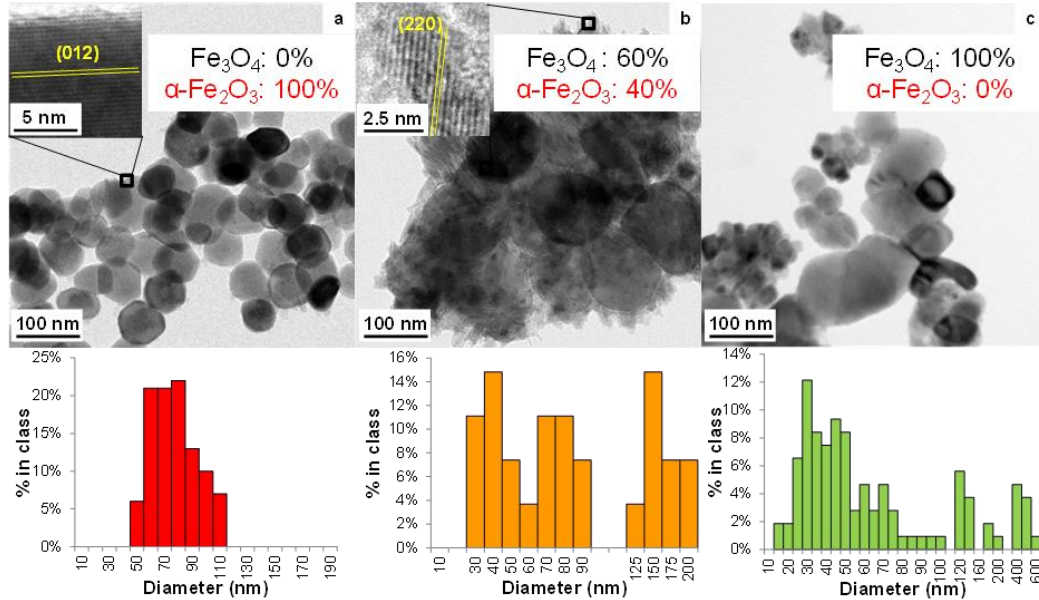 a
(012)
Fe₃O₄: 0%
α-Fe₂O₃: 100%
5 nm
100 nm
b
(220)
Fe₃O₄: 60%
α-Fe₂O₃: 40%
2.5 nm
100 nm
c
Fe₃O₄: 100%
α-Fe₂O₃: 0%
100 nm
% in class
25%
20%
15%
10%
5%
0%
10 30 50 70 90 110 130 150 170 190
Diameter (nm)
% in class
16%
14%
12%
10%
8%
6%
4%
2%
0%
10 30 40 50 60 70 80 90 125 150 175 200
Diameter (nm)
% in class
14%
12%
10%
8%
6%
4%
2%
0%
10 20 30 40 50 60 70 80 90 100 120 160 200 400 600
Diameter (nm)